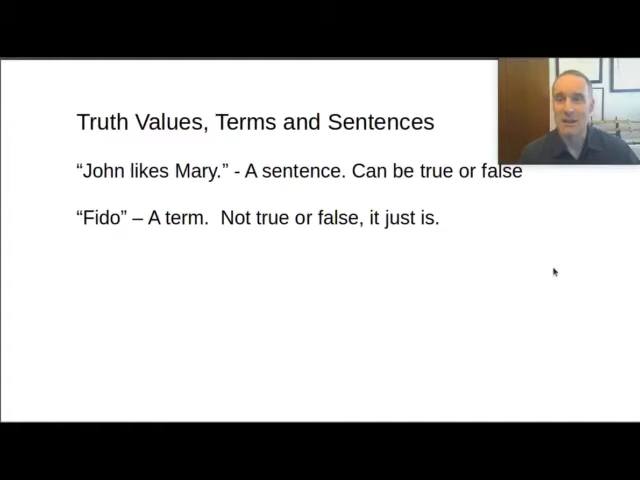 Truth Values, Terms and Sentences
“John likes Mary.” - A sentence. Can be true or false
“Fido” – A term.  Not true or false, it just is.